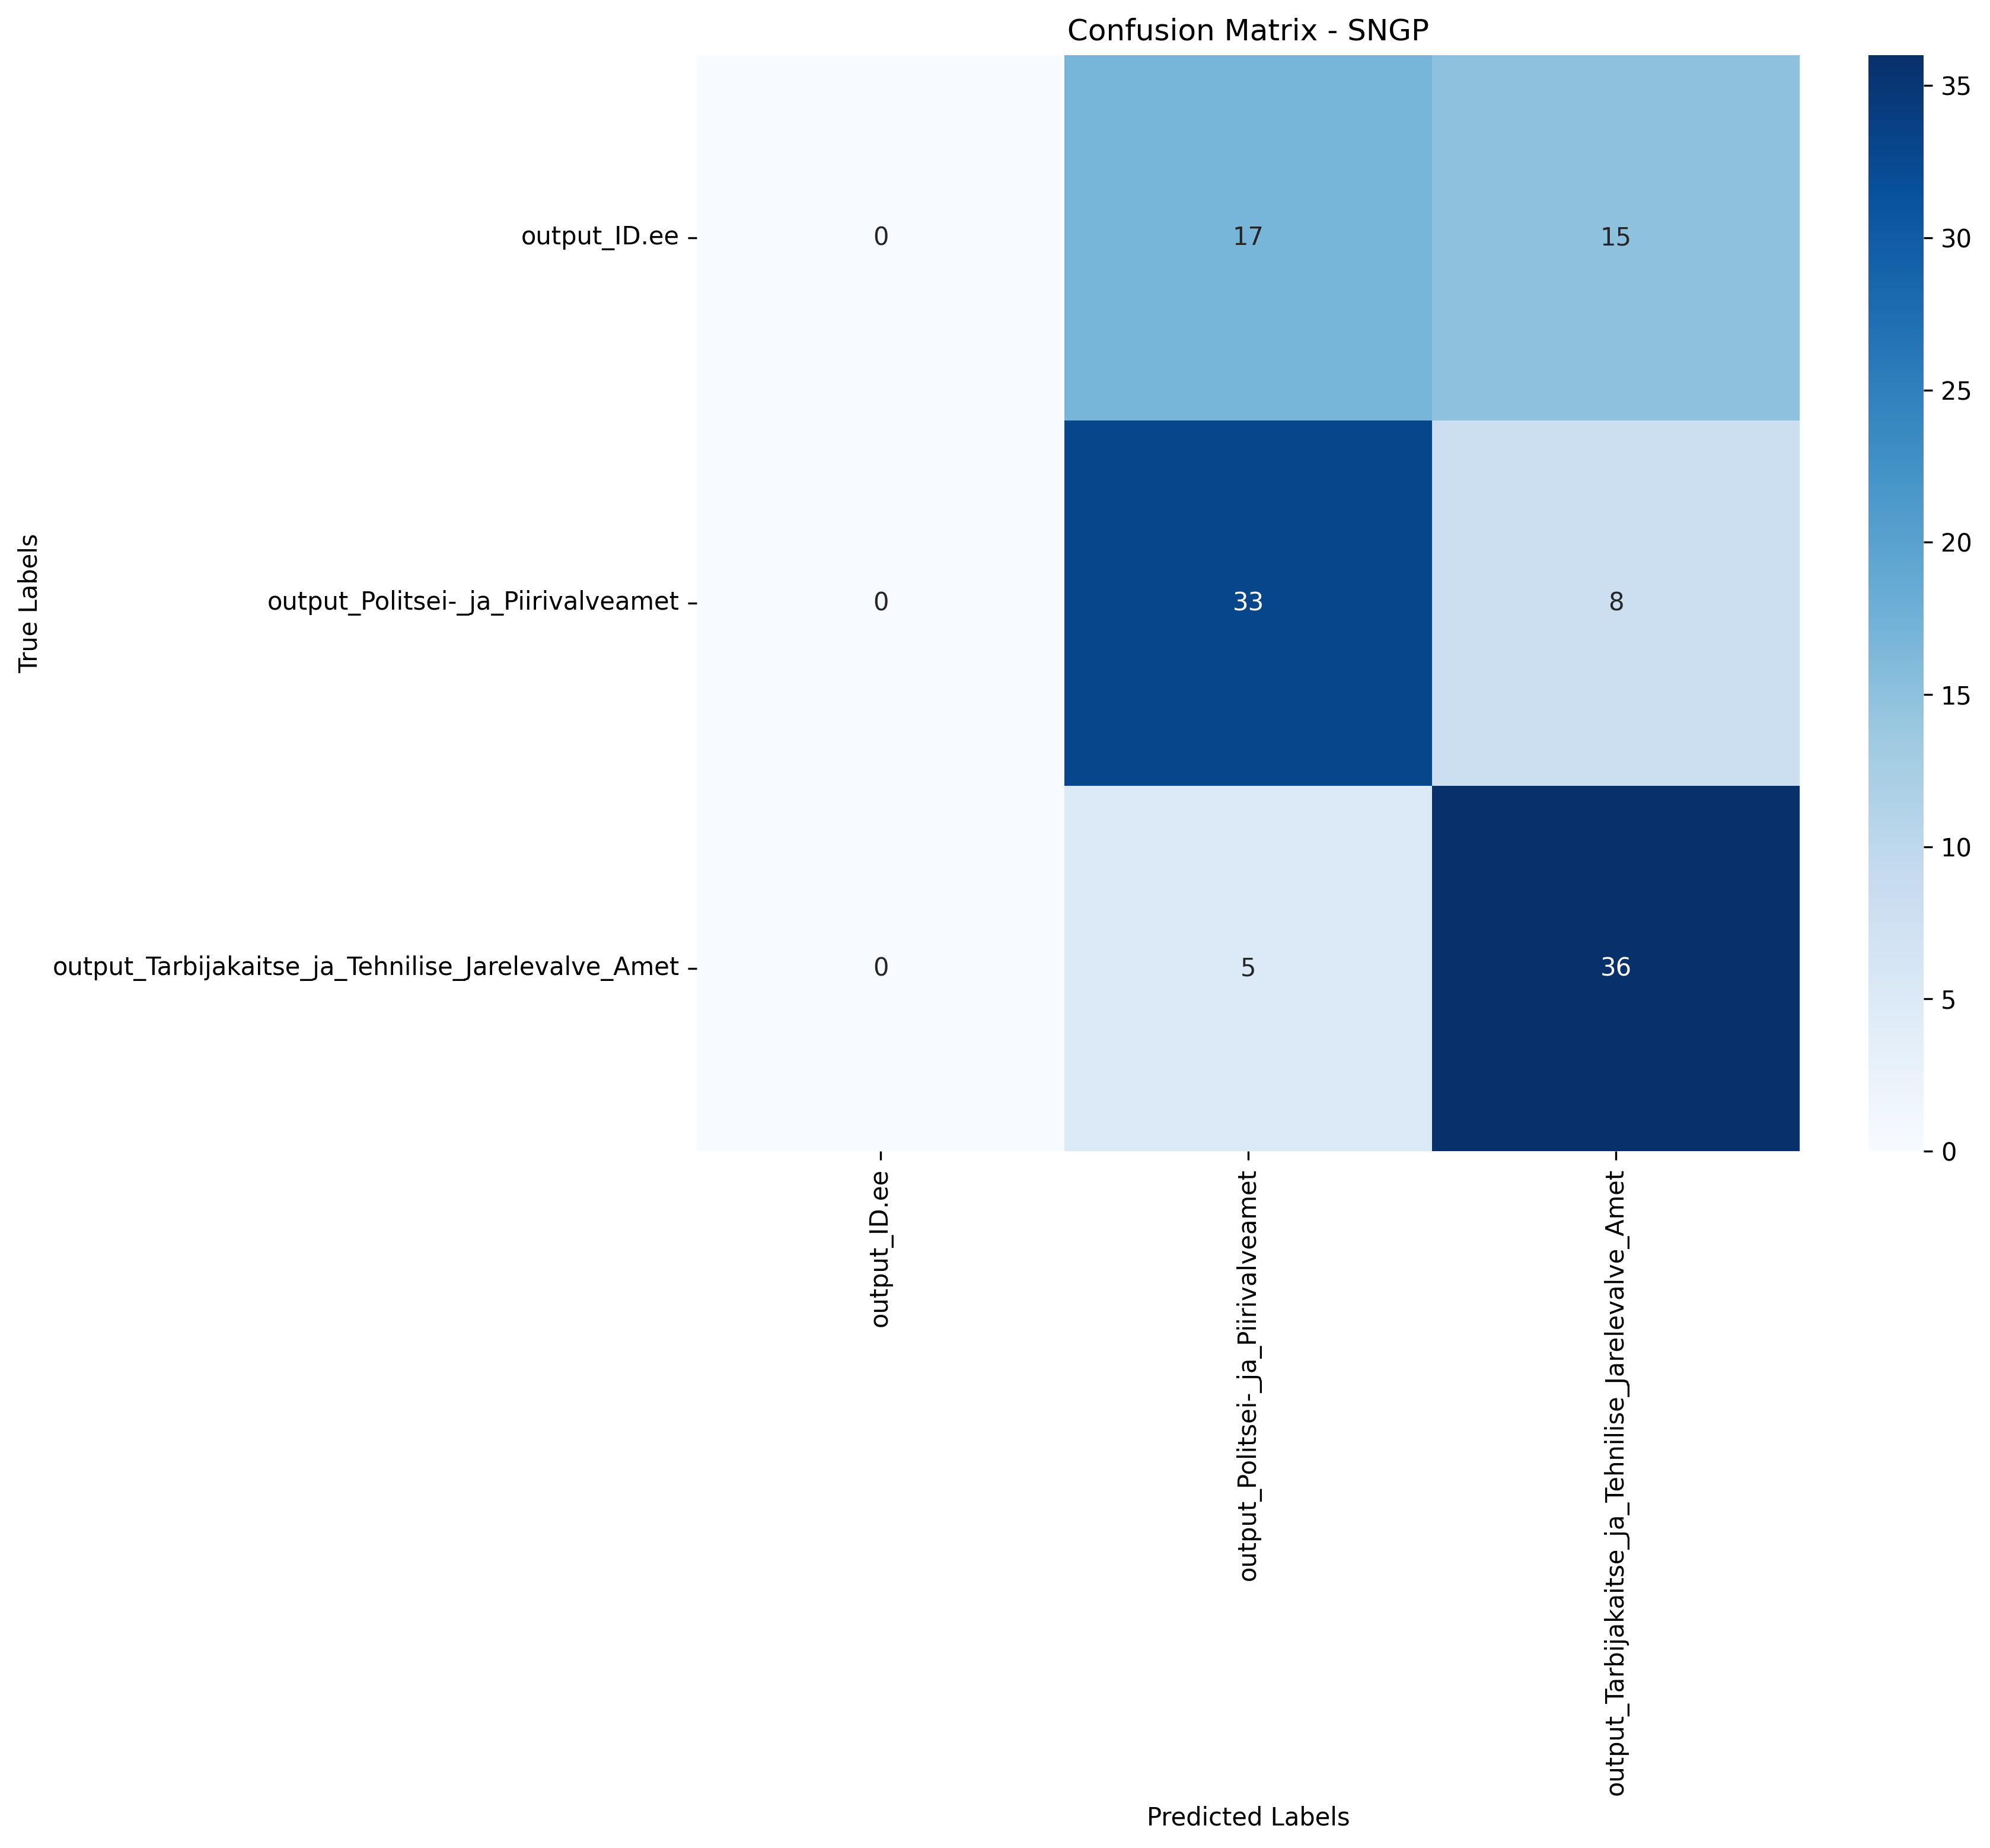 Confusion Matrix - SNGP
True Labels
output_ID.ee
0
17
15
output_Politsei-_ja_Piirivalveamet
0
33
8
output_Tarbijakaitse_ja_Tehnilise_Jarelevalve_Amet
0
5
36
output_ID.ee
output_Politsei-_ja_Piirivalveamet
output_Tarbijakaitse_ja_Tehnilise_Jarelevalve_Amet
Predicted Labels
35
30
25
20
15
10
5
0